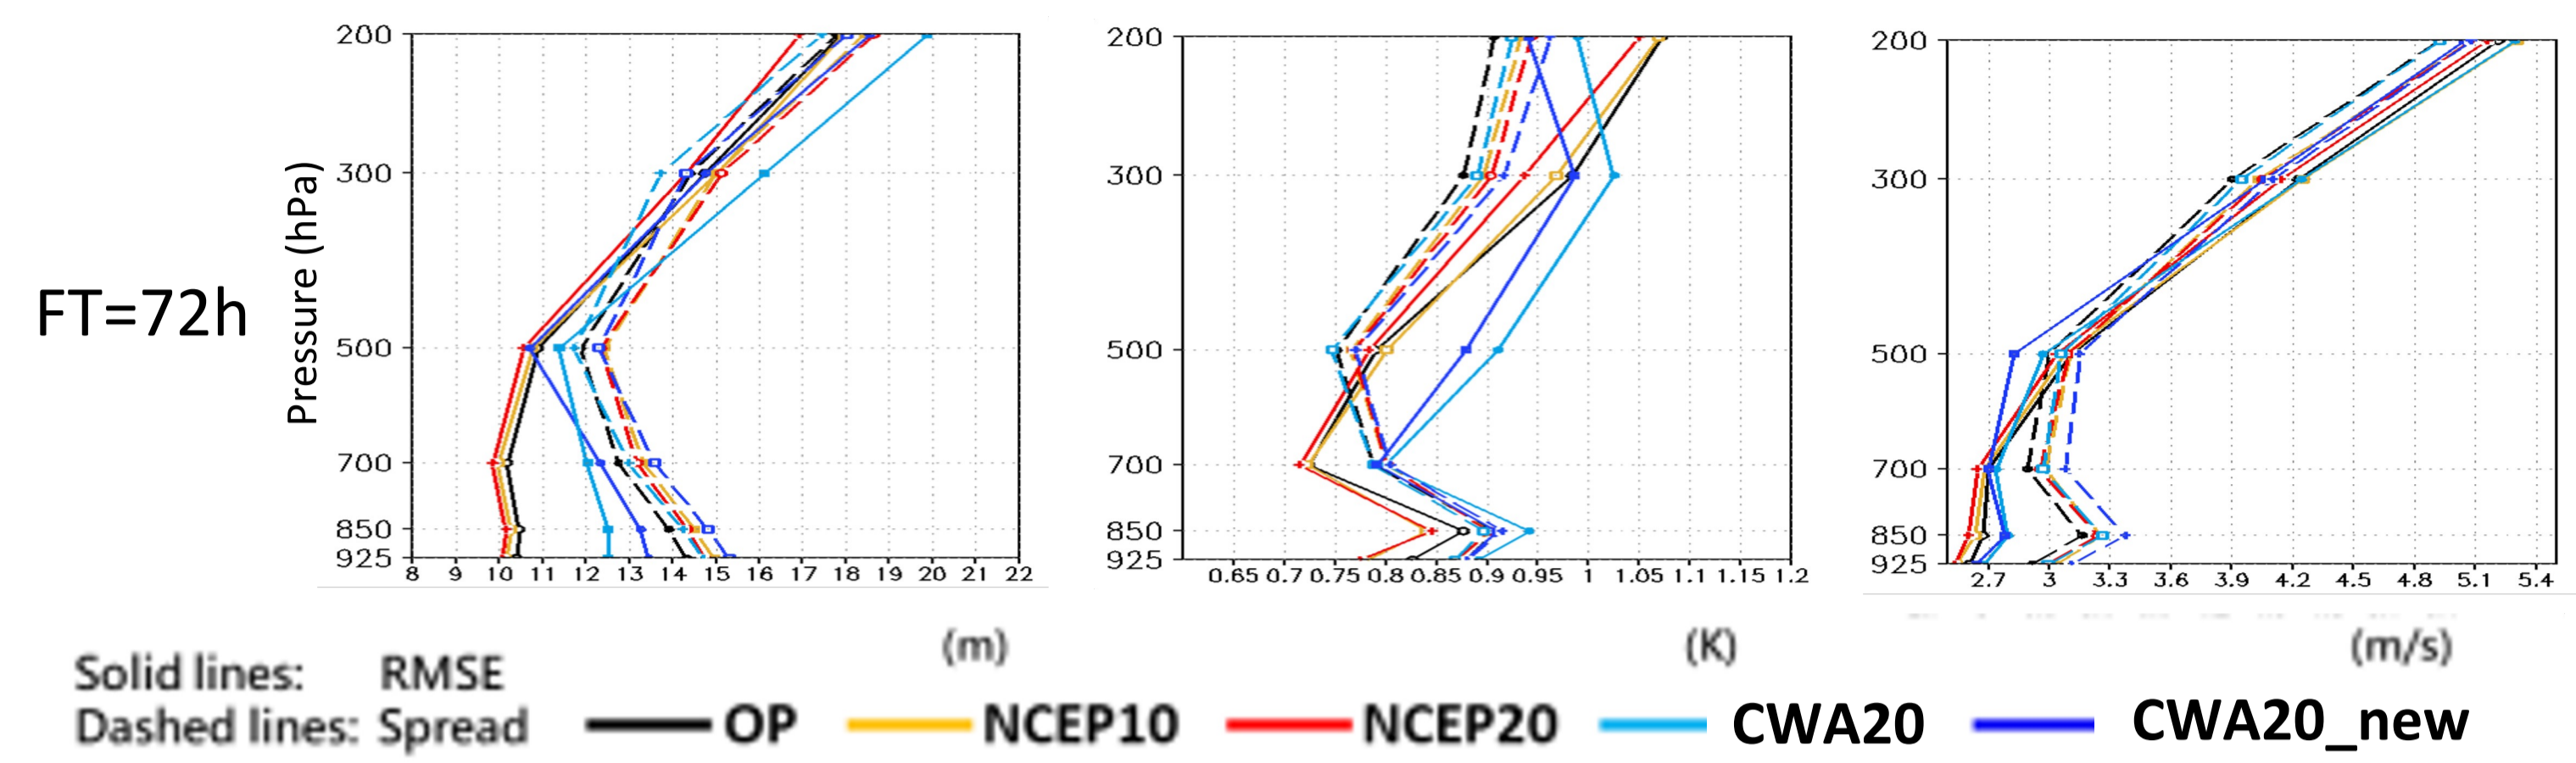 FT=72h
Pressure (hPa)
200
300
500
700
850
925
8 9 10 11 12 13 14 15 16 17 18 19 20 21 22
(m)
200
300
500
700
850
925
0.65 0.7 0.75 0.8 0.85 0.9 0.95 1 1.05 1.1 1.15 1.2
(K)
200
300
500
700
850
925
2.7 3 3.3 3.6 3.9 4.2 4.5 4.8 5.1 5.4
(m/s)
Solid lines: RMSE
Dashed lines: Spread
OP NCEP10 NCEP20 CWA20 CWA20_new